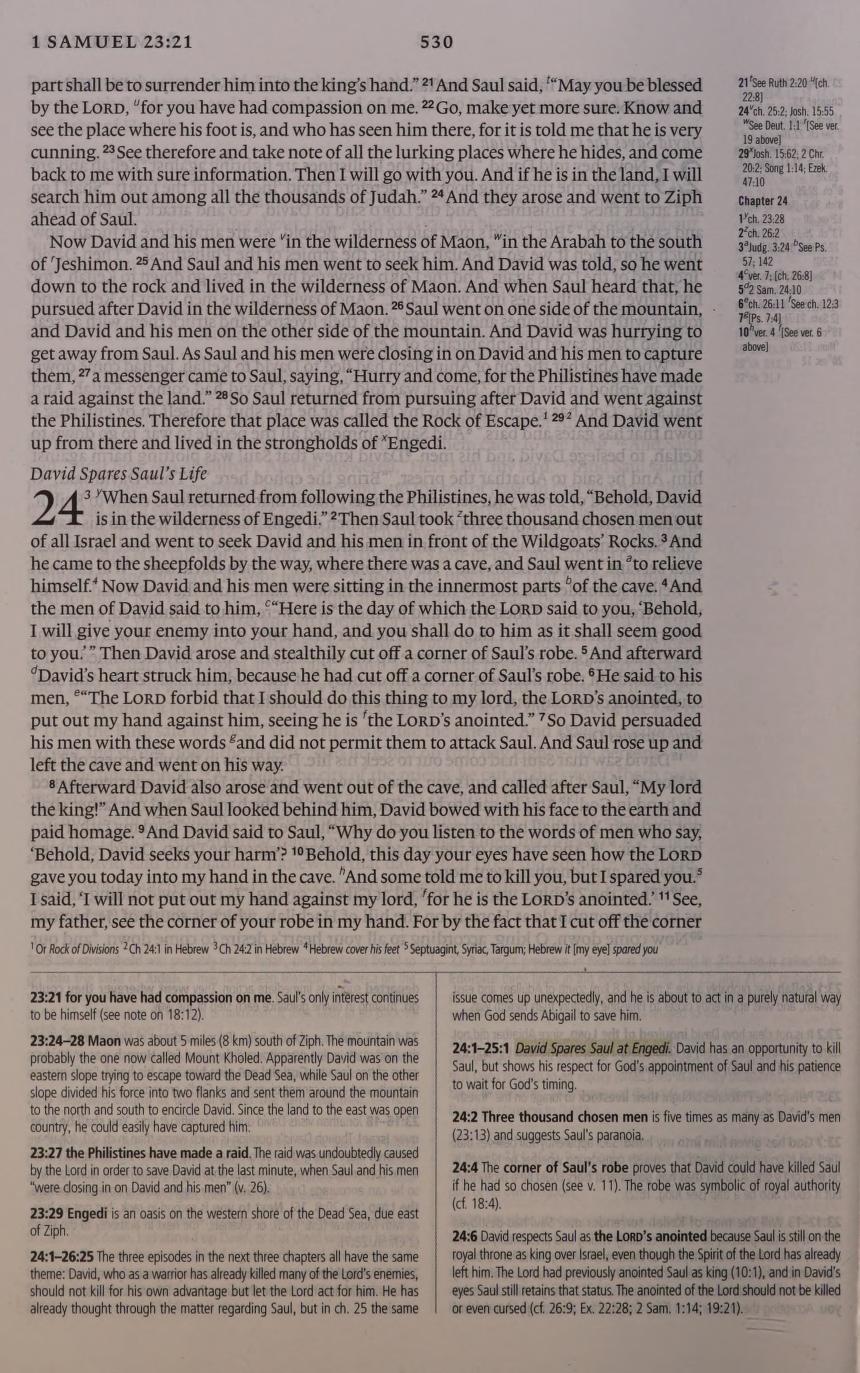 1 SAMUEL 23:21
530
part shall be to surrender him into the king's hand.” 21 And Saul said, t“May you be blessed
by the LORD, ufor you have had compassion on me. 22 Go, make yet more sure. Know and
see the place where his foot is, and who has seen him there, for it is told me that he is very
cunning. 23 See therefore and take note of all the lurking places where he hides, and come
back to me with sure information. Then I will go with you. And if he is in the land, I will
search him out among all the thousands of Judah.” 24 And they arose and went to Ziph
ahead of Saul.
Now David and his men were vin the wilderness of Maon, win the Arabah to the south
of rJeshimon. 25 And Saul and his men went to seek him. And David was told, so he went
down to the rock and lived in the wilderness of Maon. And when Saul heard that, he
pursued after David in the wilderness of Maon. 26 Saul went on one side of the mountain,
and David and his men on the other side of the mountain. And David was hurrying to
get away from Saul. As Saul and his men were closing in on David and his men to capture
them, 27 a messenger came to Saul, saying, “Hurry and come, for the Philistines have made
a raid against the land.” 28 So Saul returned from pursuing after David and went against
the Philistines. Therefore that place was called the Rock of Escape.1 29 2 And David went
up from there and lived in the strongholds of xEngedi.
David Spares Saul's Life
24 3 yWhen Saul returned from following the Philistines, he was told, “Behold, David
is in the wilderness of Engedi.” 2 Then Saul took zthree thousand chosen men out
of all Israel and went to seek David and his men in front of the Wildgoats' Rocks. 3 And
he came to the sheepfolds by the way, where there was a cave, and Saul went in ato relieve
himself.4 Now David and his men were sitting in the innermost parts bof the cave. 4 And
the men of David said to him, c“Here is the day of which the LORD said to you, ‘Behold,
I will give your enemy into your hand, and you shall do to him as it shall seem good
to you.’” Then David arose and stealthily cut off a corner of Saul's robe. 5 And afterward
dDavid's heart struck him, because he had cut off a corner of Saul's robe. 6 He said to his
men, e“The LORD forbid that I should do this thing to my lord, the LORD's anointed, to
put out my hand against him, seeing he is fthe LORD's anointed.” 7 So David persuaded
his men with these words gand did not permit them to attack Saul. And Saul rose up and
left the cave and went on his way.
8 Afterward David also arose and went out of the cave, and called after Saul, “My lord
the king!” And when Saul looked behind him, David bowed with his face to the earth and
paid homage. 9 And David said to Saul, “Why do you listen to the words of men who say,
‘Behold, David seeks your harm’? 10 Behold, this day your eyes have seen how the LORD
gave you today into my hand in the cave. hAnd some told me to kill you, but I spared you.5
I said, ‘I will not put out my hand against my lord, ffor he is the LORD's anointed.’ 11 See,
my father, see the corner of your robe in my hand. For by the fact that I cut off the corner
1 Or Rock of Divisions 2 Ch 24:1 in Hebrew 3 Ch 24:2 in Hebrew 4 Hebrew cover his feet 5 Septuagint, Syriac, Targum; Hebrew it [my eye] spared you
21 tSee Ruth 2:20 u[ch.
22:8]
24 vch. 25:2; Josh. 15:55
wSee Deut. 1:1 r[See ver.
19 above]
29 xJosh. 15:62; 2 Chr.
20:2; Song 1:14; Ezek.
47:10
Chapter 24
1 ych. 23:28
2 zch. 26:2
3 aJudg. 3:24 bSee Ps.
57; 142
4 cver. 7; [ch. 26:8]
5 d2 Sam. 24:10
6 ech. 26:11 fSee ch. 12:3
7 g[Ps. 7:4]
10 hver. 4 f[See ver. 6
above]
23:21 for you have had compassion on me. Saul's only interest continues
to be himself (see note on 18:12).
23:24–28 Maon was about 5 miles (8 km) south of Ziph. The mountain was
probably the one now called Mount Kholed. Apparently David was on the
eastern slope trying to escape toward the Dead Sea, while Saul on the other
slope divided his force into two flanks and sent them around the mountain
to the north and south to encircle David. Since the land to the east was open
country, he could easily have captured him.
23:27 the Philistines have made a raid. The raid was undoubtedly caused
by the Lord in order to save David at the last minute, when Saul and his men
“were closing in on David and his men” (v. 26).
23:29 Engedi is an oasis on the western shore of the Dead Sea, due east
of Ziph.
24:1–26:25 The three episodes in the next three chapters all have the same
theme: David, who as a warrior has already killed many of the Lord's enemies,
should not kill for his own advantage but let the Lord act for him. He has
already thought through the matter regarding Saul, but in ch. 25 the same
issue comes up unexpectedly, and he is about to act in a purely natural way
when God sends Abigail to save him.
24:1–25:1 David Spares Saul at Engedi. David has an opportunity to kill
Saul, but shows his respect for God's appointment of Saul and his patience
to wait for God's timing.
24:2 Three thousand chosen men is five times as many as David's men
(23:13) and suggests Saul's paranoia.
24:4 The corner of Saul's robe proves that David could have killed Saul
if he had so chosen (see v. 11). The robe was symbolic of royal authority
(cf. 18:4).
24:6 David respects Saul as the LORD's anointed because Saul is still on the
royal throne as king over Israel, even though the Spirit of the Lord has already
left him. The Lord had previously anointed Saul as king (10:1), and in David's
eyes Saul still retains that status. The anointed of the Lord should not be killed
or even cursed (cf. 26:9; Ex. 22:28; 2 Sam. 1:14; 19:21).